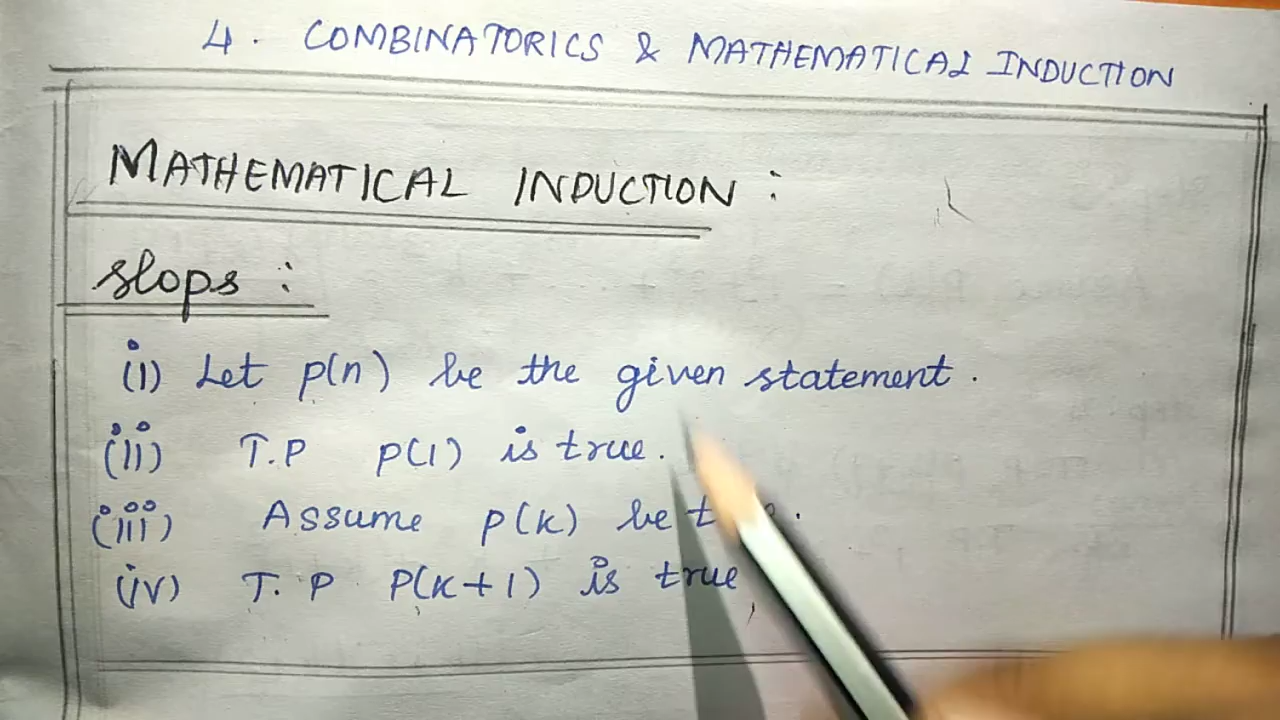 4. COMBINATORICS & MATHEMATICAL INDUCTION
MATHEMATICAL INDUCTION :
slops :
(i) Let p(n) be the given statement.
(ii) T.P p(1) is true.
(iii) Assume p(k) be
(iv) T.P P(k+1) is true